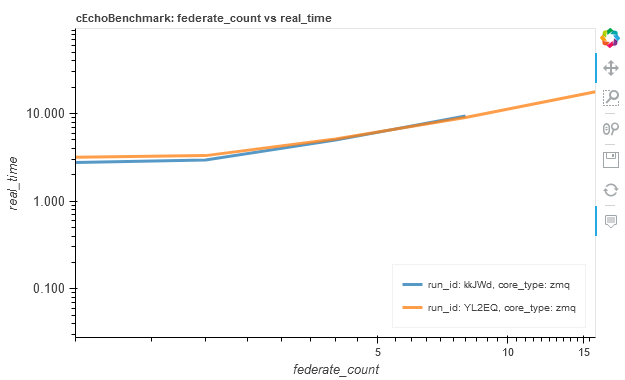 cEchoBenchmark: federate_count vs real_time
10.000
1.000
0.100
real_time
5
10
15
federate_count
run_id: kkJWd, core_type: zmq
run_id: YL2EQ, core_type: zmq